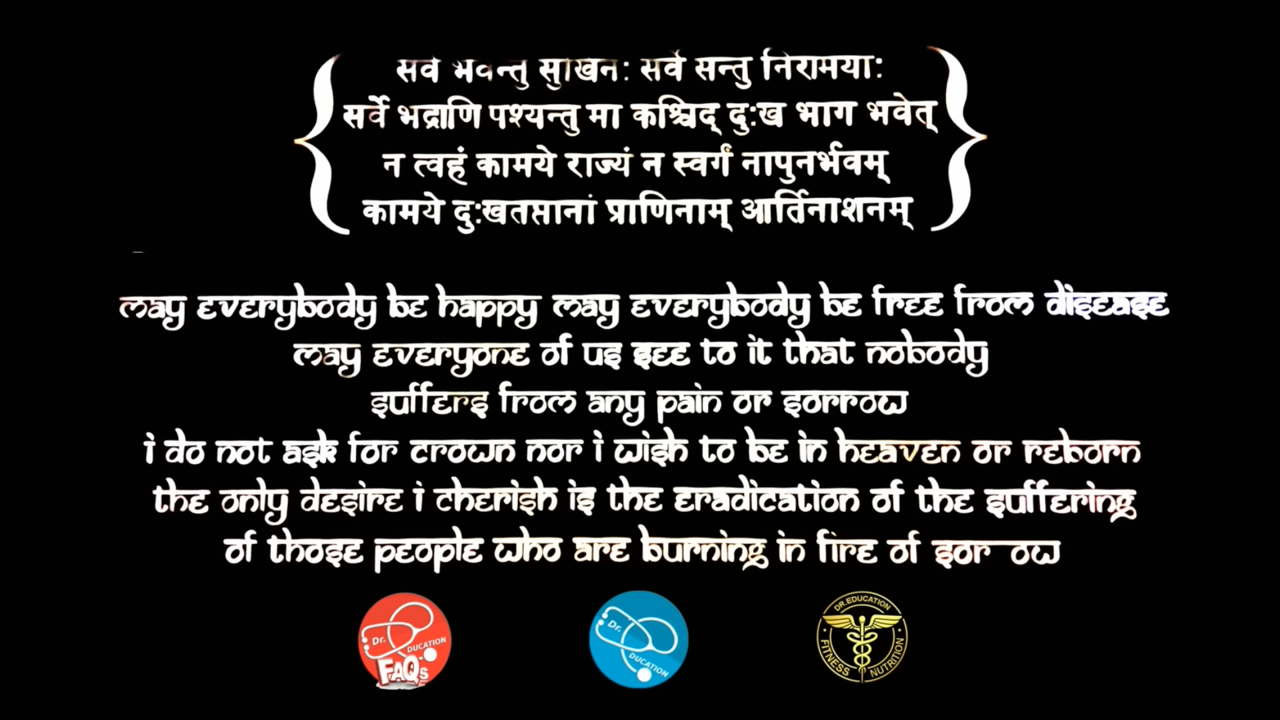 सर्वे भवन्तु सुखिन: सर्वे सन्तु निरामया:
सर्वे भद्राणि पश्यन्तु मा कश्चिद् दु:ख भाग भवेत्
न त्वहं कामये राज्यं न स्वर्गं नापुनर्भवम्
कामये दु:खतप्तानां प्राणिनाम् आर्तिनाशनम्
may everybody be happy may everybody be free from disease
may everyone of us see to it that nobody
suffers from any pain or sorrow
i do not ask for crown nor i wish to be in heaven or reborn
the only desire i cherish is the eradication of the suffering
of those people who are burning in fire of sor ow
Dr. DUCATION
FAQs
Dr. DUCATION
DR.EDUCATION
FITNESS NUTRITION